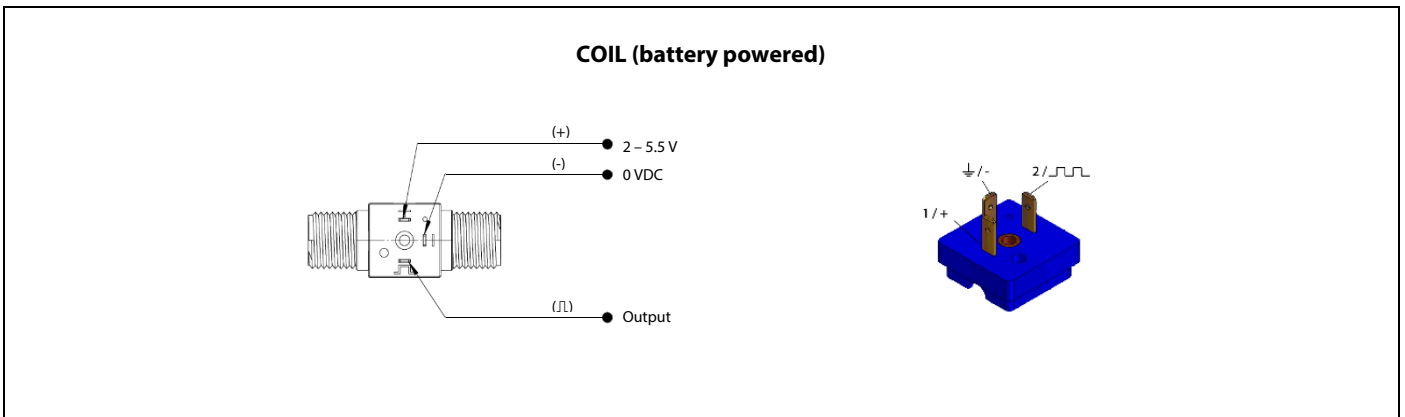 COIL (battery powered)
(+)
2 – 5.5 V
(-)
0 VDC
(⎍)
Output
⏚ / -
2 / ⎍⎍⎍
1 / +